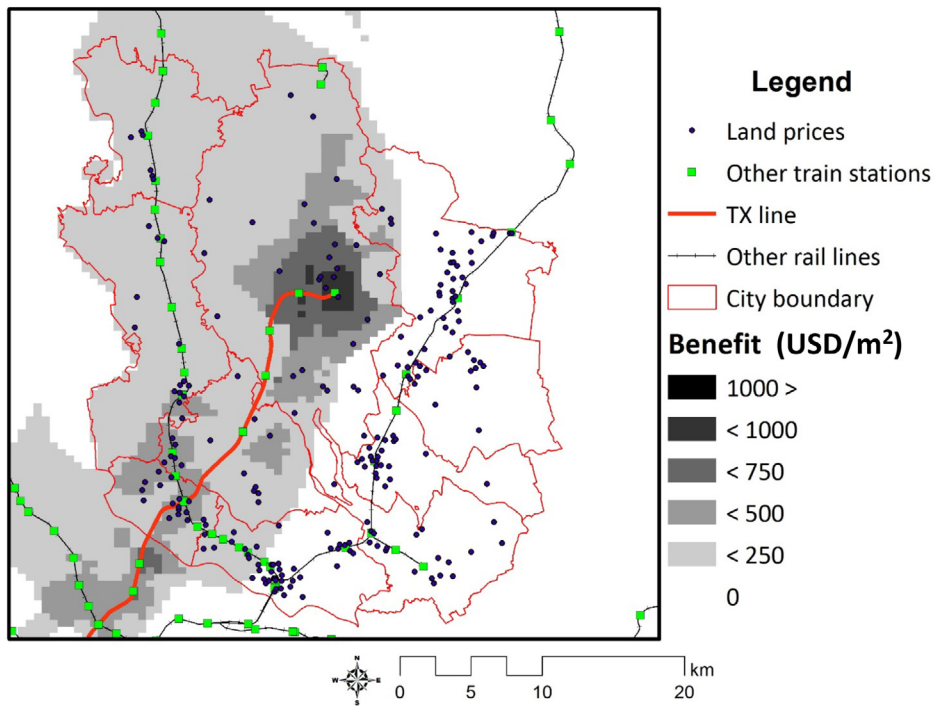 Legend
Land prices
Other train stations
TX line
Other rail lines
City boundary
Benefit (USD/m²)
1000 >
< 1000
< 750
< 500
< 250
0
N
W E
S
km
0 5 10 20